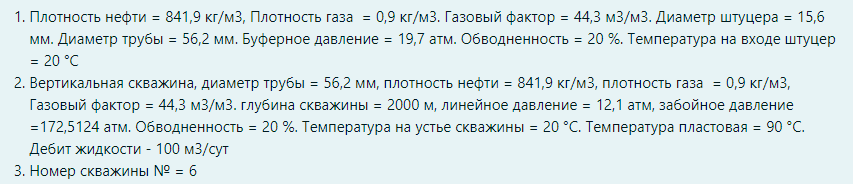 1. Плотность нефти = 841,9 кг/м3, Плотность газа  = 0,9 кг/м3. Газовый фактор = 44,3 м3/м3. Диаметр штуцера = 15,6
мм. Диаметр трубы = 56,2 мм. Буферное давление = 19,7 атм. Обводненность = 20 %. Температура на входе штуцер
= 20 °C
2. Вертикальная скважина, диаметр трубы = 56,2 мм, плотность нефти = 841,9 кг/м3, плотность газа  = 0,9 кг/м3,
Газовый фактор = 44,3 м3/м3. глубина скважины = 2000 м, линейное давление = 12,1 атм, забойное давление
=172,5124 атм. Обводненность = 20 %. Температура на устье скважины = 20 °C. Температура пластовая = 90 °C.
Дебит жидкости - 100 м3/сут
3. Номер скважины № = 6